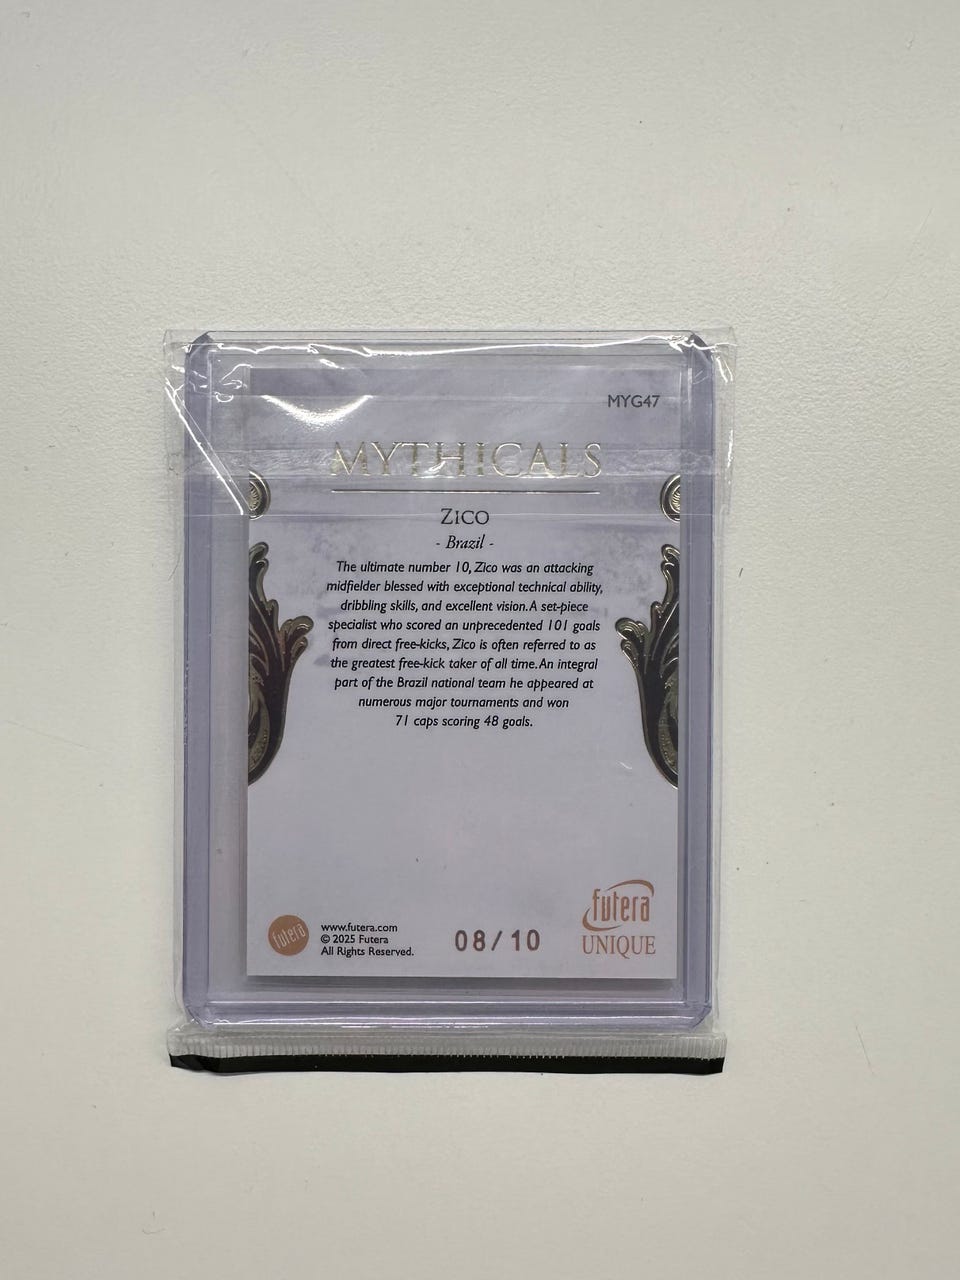 MYG47
MYTHICALS
ZICO
- Brazil -
The ultimate number 10, Zico was an attacking
midfielder blessed with exceptional technical ability,
dribbling skills, and excellent vision. A set-piece
specialist who scored an unprecedented 101 goals
from direct free-kicks, Zico is often referred to as
the greatest free-kick taker of all time. An integral
part of the Brazil national team he appeared at
numerous major tournaments and won
71 caps scoring 48 goals.
futera
www.futera.com
© 2025 Futera
All Rights Reserved.
08/10
futera
UNIQUE